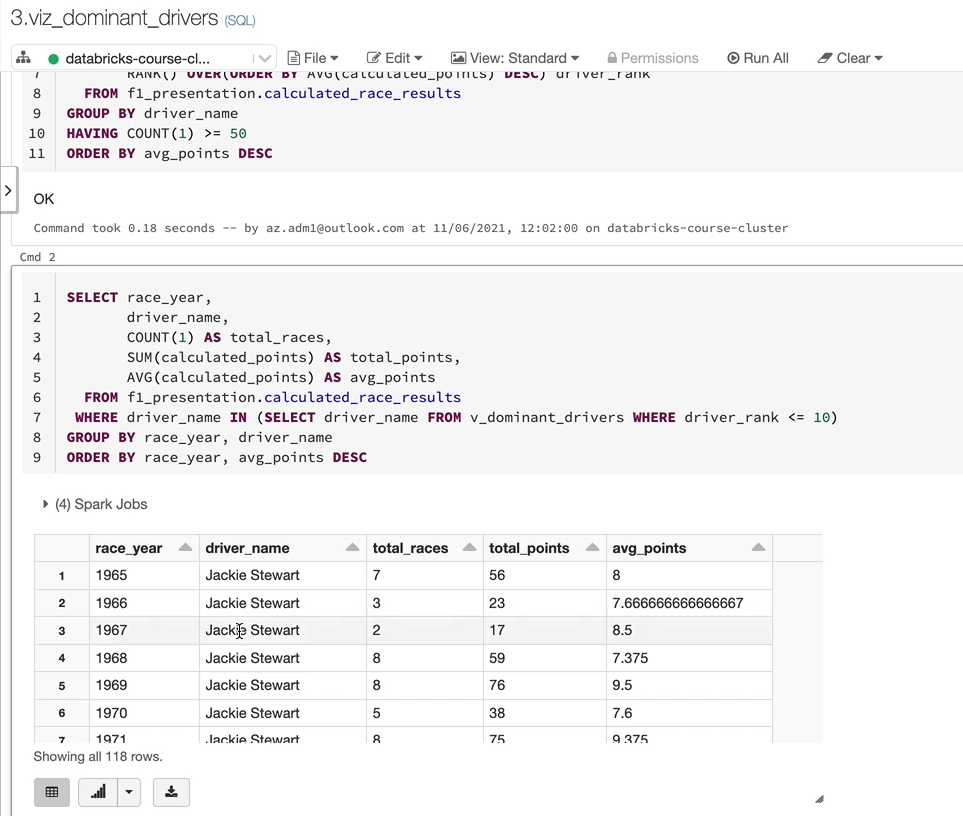 3.viz_dominant_drivers (SQL)
databricks-course-cl... File Edit View: Standard Permissions Run All Clear
7 RANK() OVER(ORDER BY AVG(calculated_points) DESC) driver_rank
8 FROM f1_presentation.calculated_race_results
9 GROUP BY driver_name
10 HAVING COUNT(1) >= 50
11 ORDER BY avg_points DESC
OK
Command took 0.18 seconds -- by az.adm1@outlook.com at 11/06/2021, 12:02:00 on databricks-course-cluster
Cmd 2
1 SELECT race_year,
2 driver_name,
3 COUNT(1) AS total_races,
4 SUM(calculated_points) AS total_points,
5 AVG(calculated_points) AS avg_points
6 FROM f1_presentation.calculated_race_results
7 WHERE driver_name IN (SELECT driver_name FROM v_dominant_drivers WHERE driver_rank <= 10)
8 GROUP BY race_year, driver_name
9 ORDER BY race_year, avg_points DESC
(4) Spark Jobs
race_year driver_name total_races total_points avg_points
1 1965 Jackie Stewart 7 56 8
2 1966 Jackie Stewart 3 23 7.666666666666667
3 1967 Jackie Stewart 2 17 8.5
4 1968 Jackie Stewart 8 59 7.375
5 1969 Jackie Stewart 8 76 9.5
6 1970 Jackie Stewart 5 38 7.6
7 1971 Jackie Stewart 8 75 9.375
Showing all 118 rows.